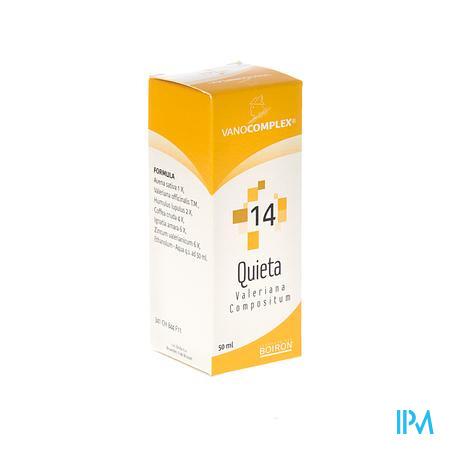 VANOCOMPLEX®
FORMULA
Avena sativa 1 X,
Valeriana officinalis T.M.,
Humulus lupulus 2 X,
Coffea cruda 4 X,
Ignatia amara 6 X,
Zincum valerianicum 6 X,
Ethanolum - Aqua q.s. ad 50 ml.
14
Quieta
Valeriana
Compositum
50 ml
BOIRON
IPM